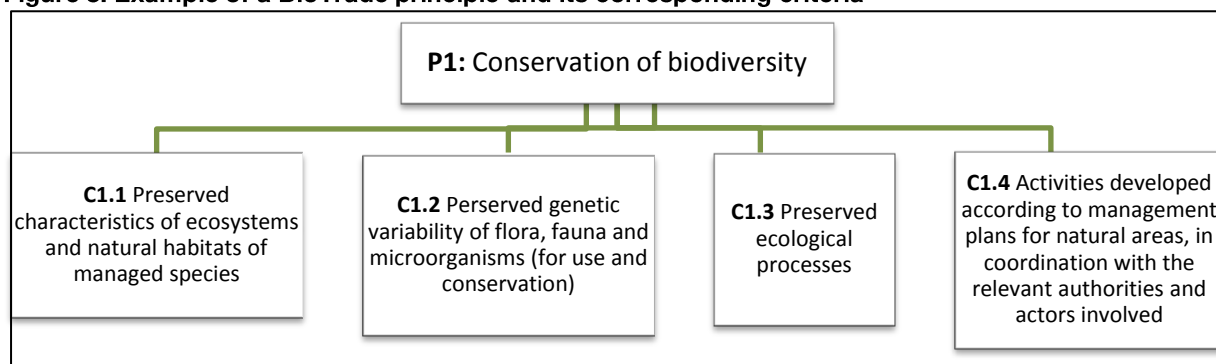 Figure 3. Example of a BioTrade principle and its corresponding criteria
P1: Conservation of biodiversity
C1.1 Preserved
characteristics of ecosystems
and natural habitats of
managed species
C1.2 Perserved genetic
variability of flora, fauna and
microorganisms (for use and
conservation)
C1.3 Preserved
ecological
processes
C1.4 Activities developed
according to management
plans for natural areas, in
coordination with the
relevant authorities and
actors involved